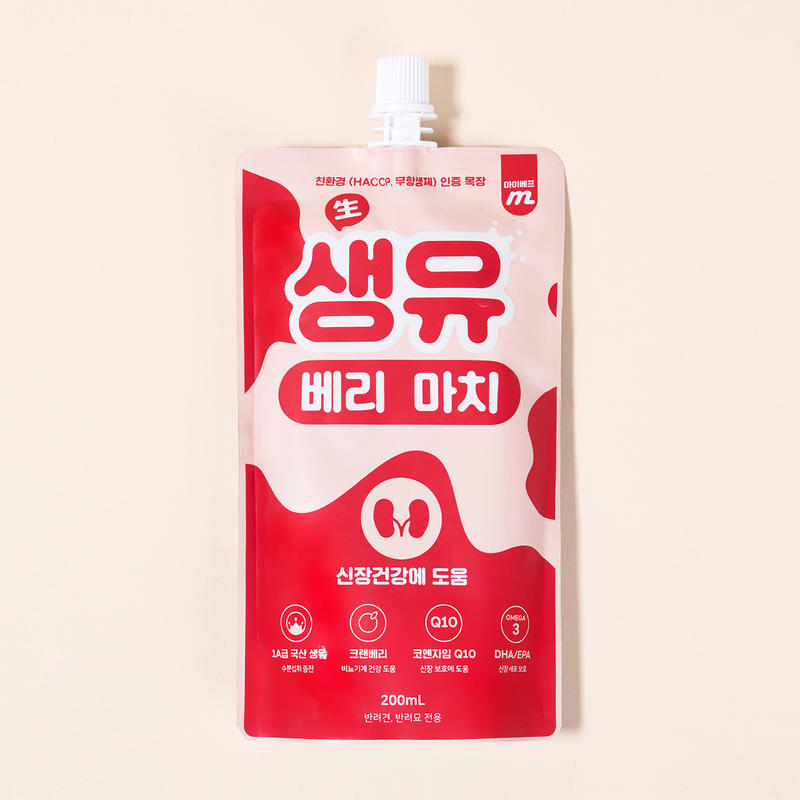 친환경 (HACCP, 무항생제) 인증 목장
마이베프
m
生
생유
베리 마치
신장건강에 도움
1A급 국산 생유
수분섭취 증진
크랜베리
비뇨기계 건강 도움
Q10
코엔자임 Q10
신장 보호에 도움
OMEGA
3
DHA/EPA
신장 세포 보호
200mL
반려견, 반려묘 전용